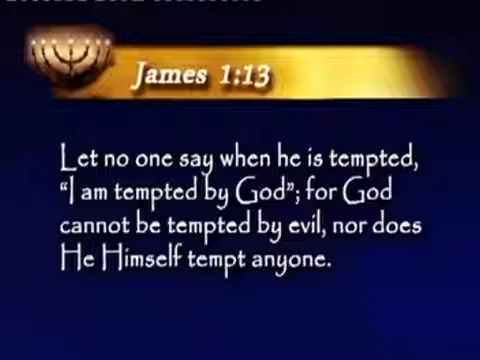 James 1:13
Let no one say when he is tempted,
“I am tempted by God”; for God
cannot be tempted by evil, nor does
He Himself tempt anyone.